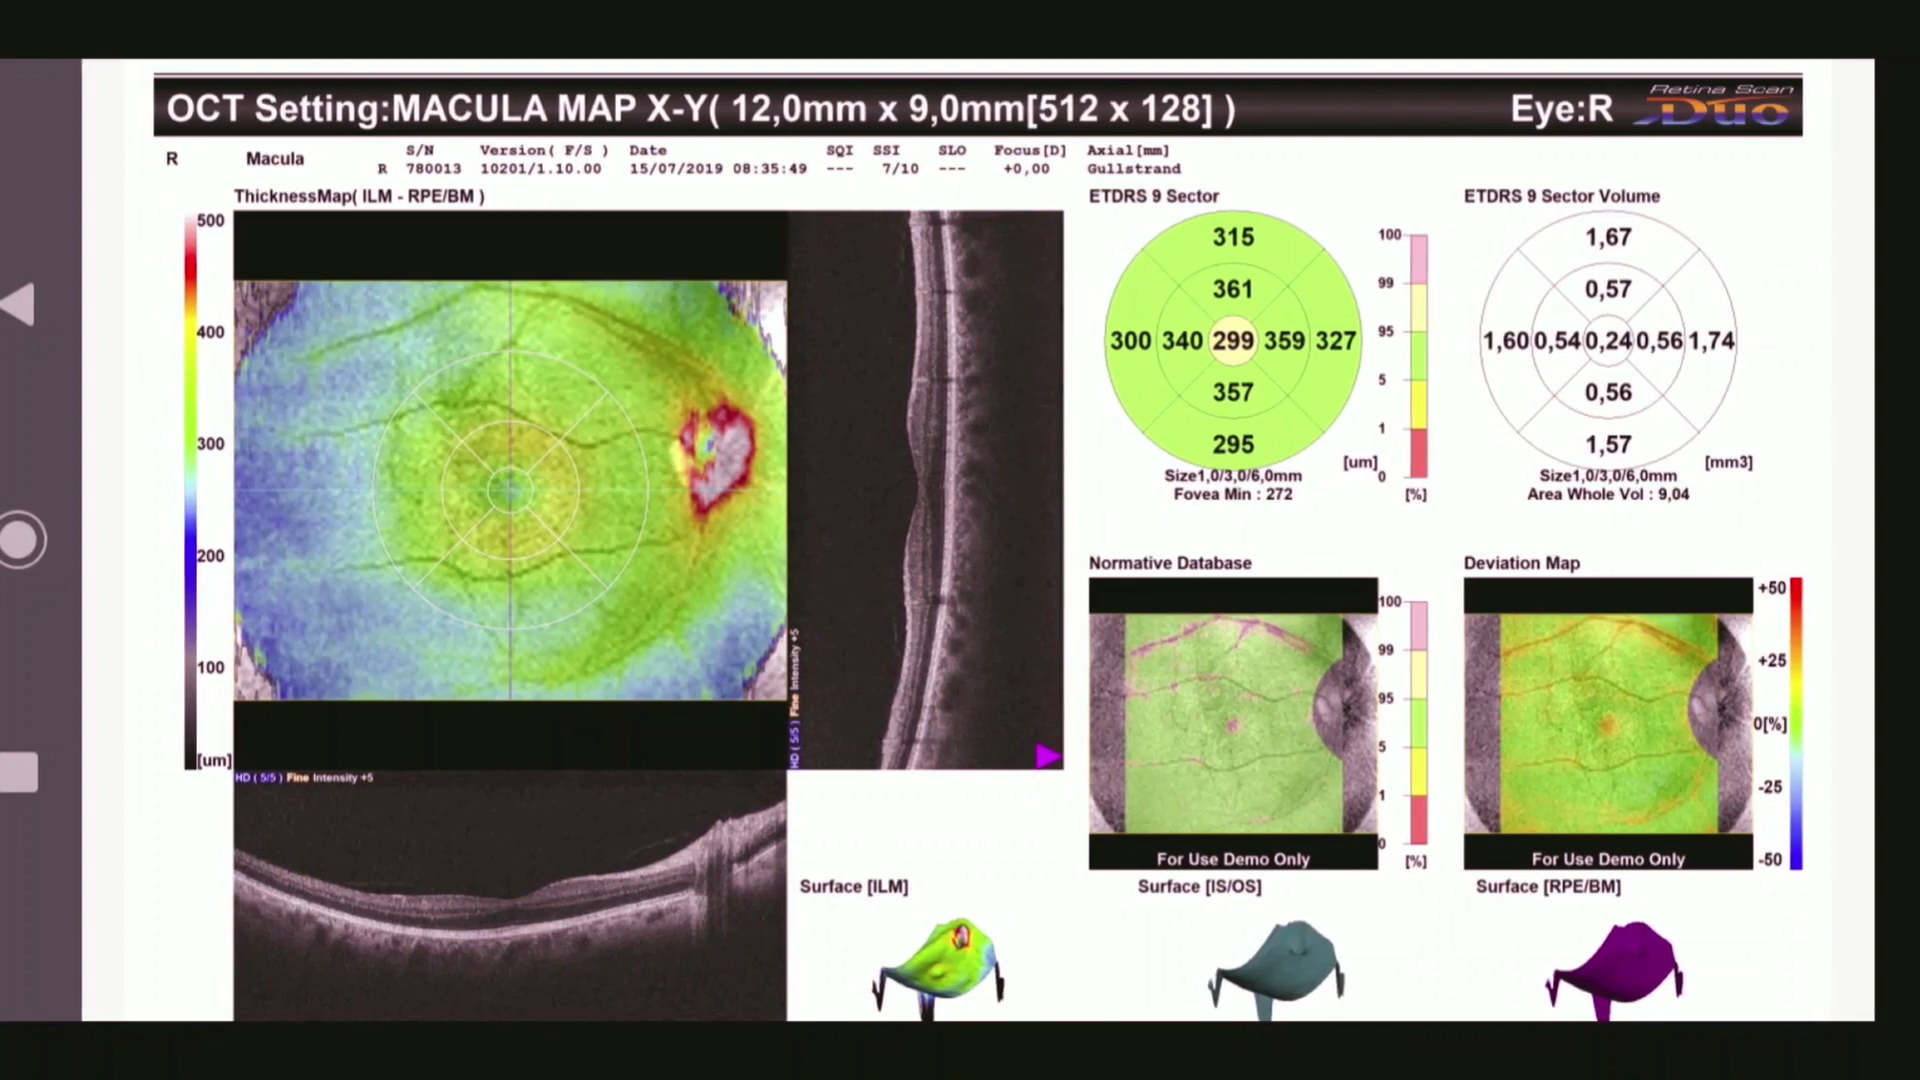 OCT Setting:MACULA MAP X-Y( 12,0mm x 9,0mm[512 x 128] )
Eye:R
Retina Scan
Duo
R Macula
S/N Version( F/S ) Date SQI SSI SLO Focus[D] Axial[mm]
R 780013 10201/1.10.00 15/07/2019 08:35:49 --- 7/10 --- +0,00 Gullstrand
ThicknessMap( ILM - RPE/BM )
500
400
300
200
100
[um]
HD ( 5/5 ) Fine Intensity +5
HD ( 5/5 ) Fine Intensity +5
ETDRS 9 Sector
315
361
300 340 299 359 327
357
295
[um]
Size1,0/3,0/6,0mm
Fovea Min : 272
100
99
95
5
1
0
[%]
ETDRS 9 Sector Volume
1,67
0,57
1,60 0,54 0,24 0,56 1,74
0,56
1,57
[mm3]
Size1,0/3,0/6,0mm
Area Whole Vol : 9,04
Normative Database
For Use Demo Only
100
99
95
5
1
0
[%]
Deviation Map
For Use Demo Only
+50
+25
0[%]
-25
-50
Surface [ILM]
Surface [IS/OS]
Surface [RPE/BM]